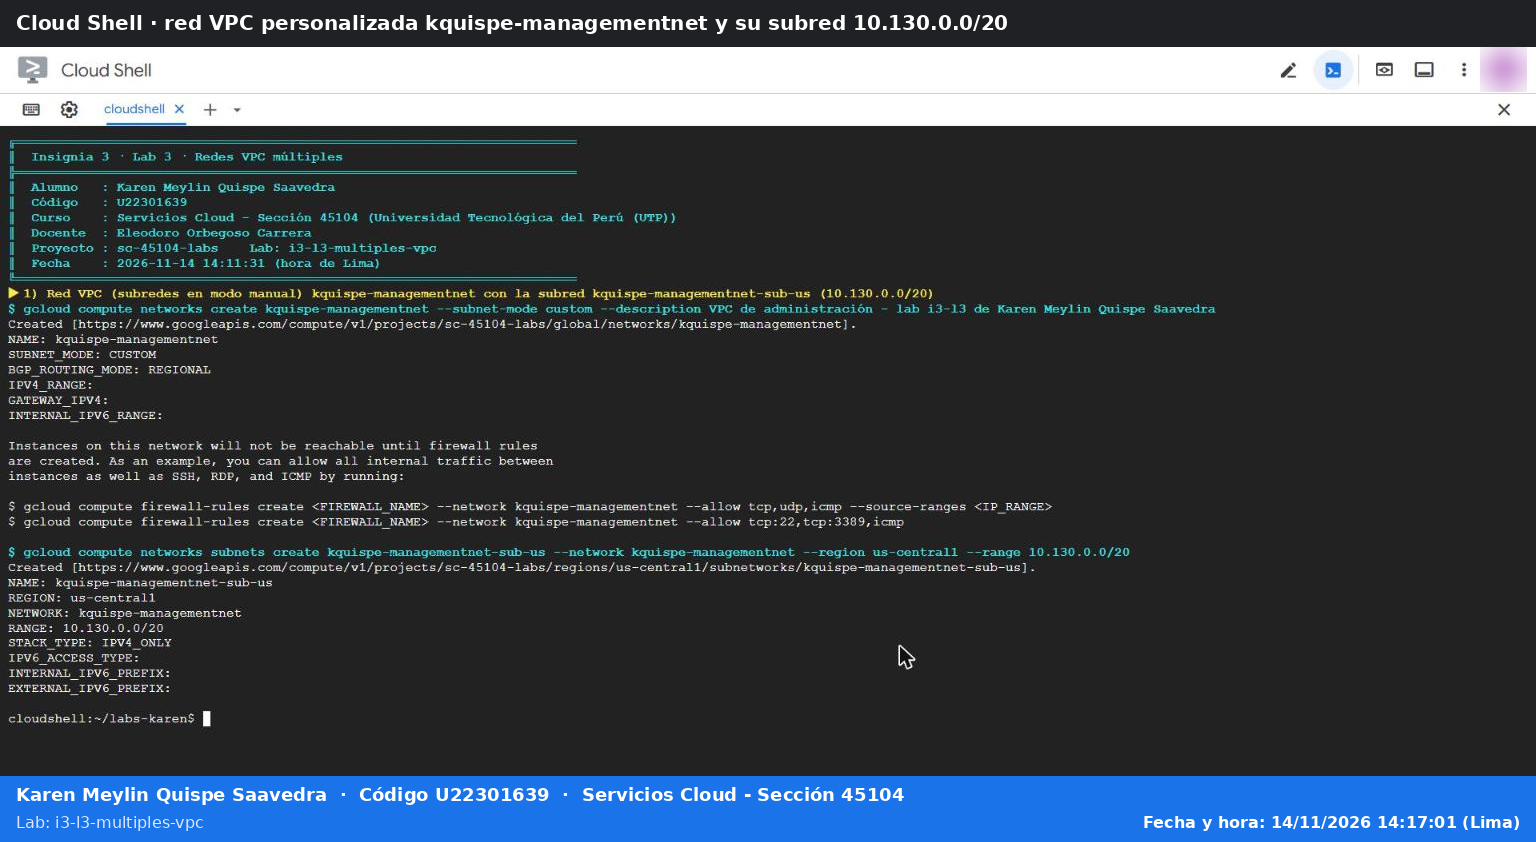 Cloud Shell · red VPC personalizada kquispe-managementnet y su subred 10.130.0.0/20
Cloud Shell
cloudshell
Insignia 3 · Lab 3 · Redes VPC múltiples
Alumno : Karen Meylin Quispe Saavedra
Código : U22301639
Curso : Servicios Cloud - Sección 45104 (Universidad Tecnológica del Perú (UTP))
Docente : Eleodoro Orbegoso Carrera
Proyecto : sc-45104-labs Lab: i3-l3-multiples-vpc
Fecha : 2026-11-14 14:11:31 (hora de Lima)
▶ 1) Red VPC (subredes en modo manual) kquispe-managementnet con la subred kquispe-managementnet-sub-us (10.130.0.0/20)
$ gcloud compute networks create kquispe-managementnet --subnet-mode custom --description VPC de administración - lab i3-l3 de Karen Meylin Quispe Saavedra
Created [https://www.googleapis.com/compute/v1/projects/sc-45104-labs/global/networks/kquispe-managementnet].
NAME: kquispe-managementnet
SUBNET_MODE: CUSTOM
BGP_ROUTING_MODE: REGIONAL
IPV4_RANGE:
GATEWAY_IPV4:
INTERNAL_IPV6_RANGE:
Instances on this network will not be reachable until firewall rules
are created. As an example, you can allow all internal traffic between
instances as well as SSH, RDP, and ICMP by running:
$ gcloud compute firewall-rules create <FIREWALL_NAME> --network kquispe-managementnet --allow tcp,udp,icmp --source-ranges <IP_RANGE>
$ gcloud compute firewall-rules create <FIREWALL_NAME> --network kquispe-managementnet --allow tcp:22,tcp:3389,icmp
$ gcloud compute networks subnets create kquispe-managementnet-sub-us --network kquispe-managementnet --region us-central1 --range 10.130.0.0/20
Created [https://www.googleapis.com/compute/v1/projects/sc-45104-labs/regions/us-central1/subnetworks/kquispe-managementnet-sub-us].
NAME: kquispe-managementnet-sub-us
REGION: us-central1
NETWORK: kquispe-managementnet
RANGE: 10.130.0.0/20
STACK_TYPE: IPV4_ONLY
IPV6_ACCESS_TYPE:
INTERNAL_IPV6_PREFIX:
EXTERNAL_IPV6_PREFIX:
cloudshell:~/labs-karen$
Karen Meylin Quispe Saavedra · Código U22301639 · Servicios Cloud - Sección 45104
Lab: i3-l3-multiples-vpc
Fecha y hora: 14/11/2026 14:17:01 (Lima)